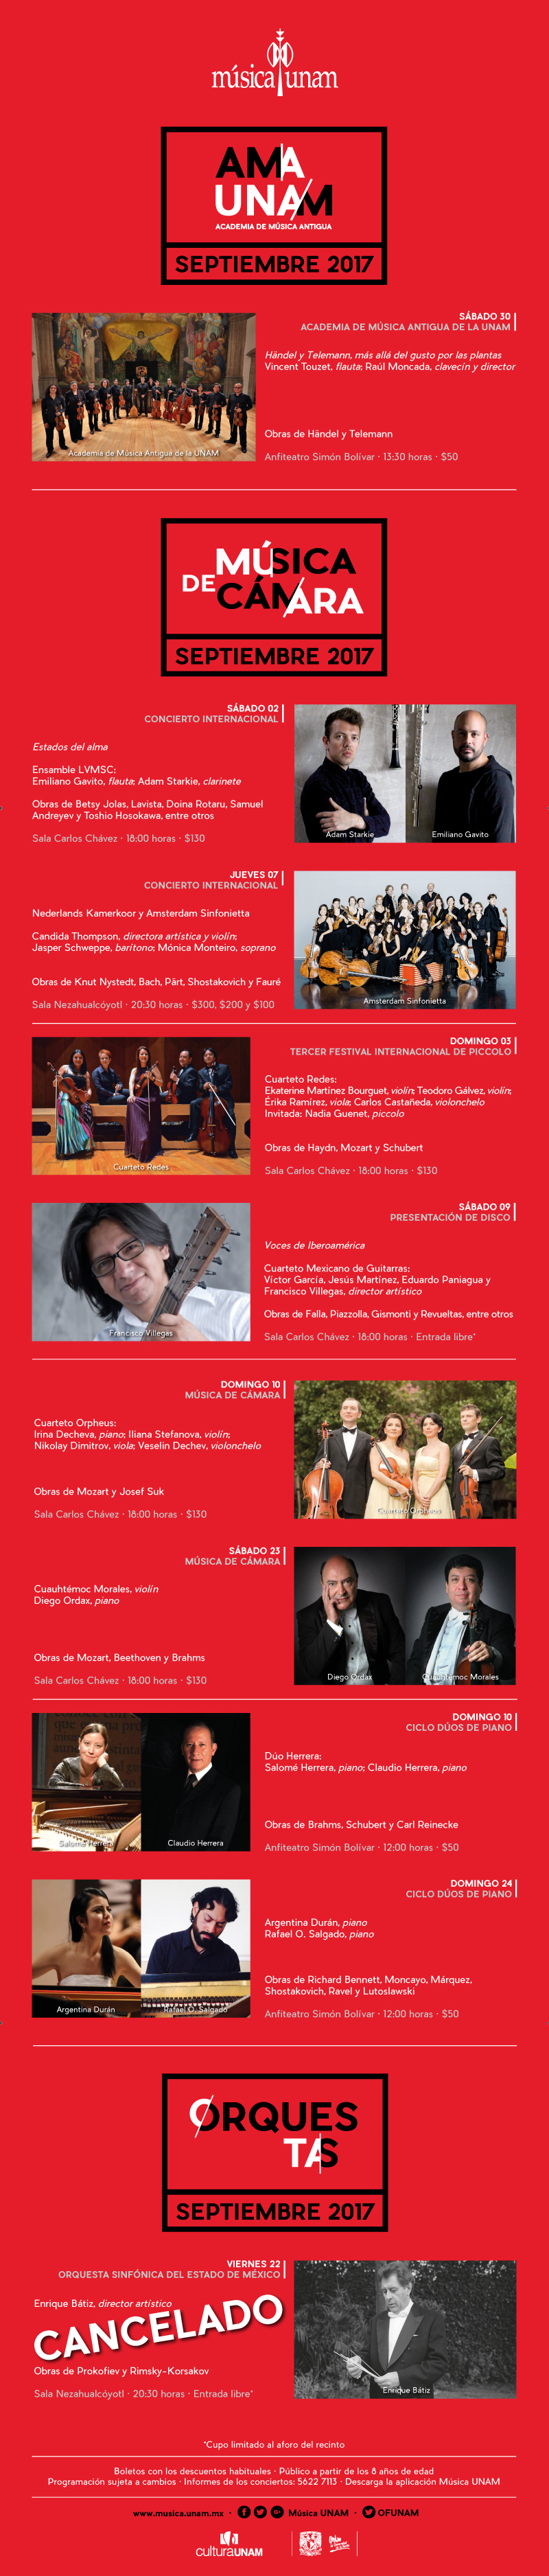 música unam
AMA
UNAM
ACADEMIA DE MÚSICA ANTIGUA
SEPTIEMBRE 2017
SÁBADO 30
ACADEMIA DE MÚSICA ANTIGUA DE LA UNAM
Händel y Telemann, más allá del gusto por las plantas
Vincent Touzet, flauta; Raúl Moncada, clavecín y director
Obras de Händel y Telemann
Anfiteatro Simón Bolívar · 13:30 horas · $50
Academia de Música Antigua de la UNAM
MÚSICA
DE CÁMARA
SEPTIEMBRE 2017
SÁBADO 02
CONCIERTO INTERNACIONAL
Estados del alma
Ensamble LVMSC:
Emiliano Gavito, flauta; Adam Starkie, clarinete
Obras de Betsy Jolas, Lavista, Doina Rotaru, Samuel
Andreyev y Toshio Hosokawa, entre otros
Sala Carlos Chávez · 18:00 horas · $130
Adam Starkie
Emiliano Gavito
JUEVES 07
CONCIERTO INTERNACIONAL
Nederlands Kamerkoor y Amsterdam Sinfonietta
Candida Thompson, directora artística y violín;
Jasper Schweppe, barítono; Mónica Monteiro, soprano
Obras de Knut Nystedt, Bach, Pärt, Shostakovich y Fauré
Sala Nezahualcóyotl · 20:30 horas · $300, $200 y $100
Amsterdam Sinfonietta
DOMINGO 03
TERCER FESTIVAL INTERNACIONAL DE PICCOLO
Cuarteto Redes:
Ekaterine Martínez Bourguet, violín; Teodoro Gálvez, violín;
Érika Ramírez, viola; Carlos Castañeda, violonchelo
Invitada: Nadia Guenet, piccolo
Obras de Haydn, Mozart y Schubert
Sala Carlos Chávez · 18:00 horas · $130
Cuarteto Redes
SÁBADO 09
PRESENTACIÓN DE DISCO
Voces de Iberoamérica
Cuarteto Mexicano de Guitarras:
Víctor García, Jesús Martínez, Eduardo Paniagua y
Francisco Villegas, director artístico
Obras de Falla, Piazzolla, Gismonti y Revueltas, entre otros
Sala Carlos Chávez · 18:00 horas · Entrada libre*
Francisco Villegas
DOMINGO 10
MÚSICA DE CÁMARA
Cuarteto Orpheus:
Irina Decheva, piano; Iliana Stefanova, violín;
Nikolay Dimitrov, viola; Veselin Dechev, violonchelo
Obras de Mozart y Josef Suk
Sala Carlos Chávez · 18:00 horas · $130
Cuarteto Orpheus
SÁBADO 23
MÚSICA DE CÁMARA
Cuauhtémoc Morales, violín
Diego Ordax, piano
Obras de Mozart, Beethoven y Brahms
Sala Carlos Chávez · 18:00 horas · $130
Diego Ordax
Cuauhtémoc Morales
DOMINGO 10
CICLO DÚOS DE PIANO
Dúo Herrera:
Salomé Herrera, piano; Claudio Herrera, piano
Obras de Brahms, Schubert y Carl Reinecke
Anfiteatro Simón Bolívar · 12:00 horas · $50
Salomé Herrera
Claudio Herrera
DOMINGO 24
CICLO DÚOS DE PIANO
Argentina Durán, piano
Rafael O. Salgado, piano
Obras de Richard Bennett, Moncayo, Márquez,
Shostakovich, Ravel y Lutoslawski
Anfiteatro Simón Bolívar · 12:00 horas · $50
Argentina Durán
Rafael O. Salgado
ORQUES
TAS
SEPTIEMBRE 2017
VIERNES 22
ORQUESTA SINFÓNICA DEL ESTADO DE MÉXICO
Enrique Bátiz, director artístico
CANCELADO
Obras de Prokofiev y Rimsky-Korsakov
Sala Nezahualcóyotl · 20:30 horas · Entrada libre*
Enrique Bátiz
*Cupo limitado al aforo del recinto
Boletos con los descuentos habituales · Público a partir de los 8 años de edad
Programación sujeta a cambios · Informes de los conciertos: 5622 7113 · Descarga la aplicación Música UNAM
www.musica.unam.mx · Música UNAM · OFUNAM
culturaUNAM